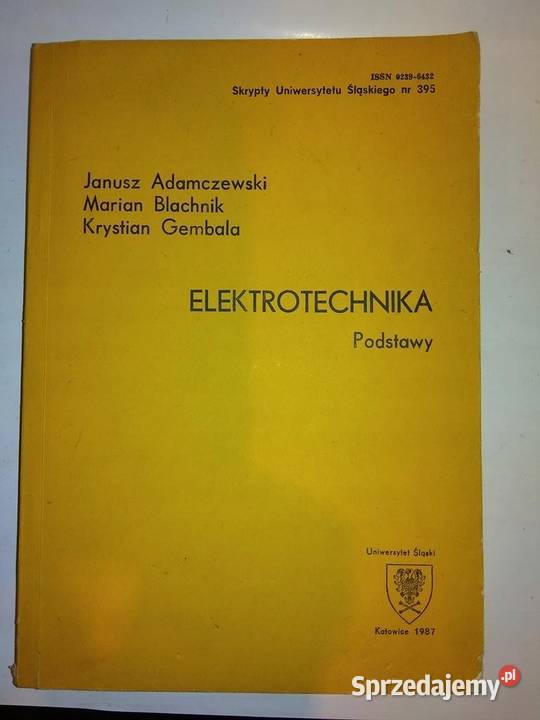 ISSN 0239-6432
Skrypty Uniwersytetu Śląskiego nr 395
Janusz Adamczewski
Marian Blachnik
Krystian Gembala
ELEKTROTECHNIKA
Podstawy
Uniwersytet Śląski
Katowice 1987
Sprzedajemy.pl